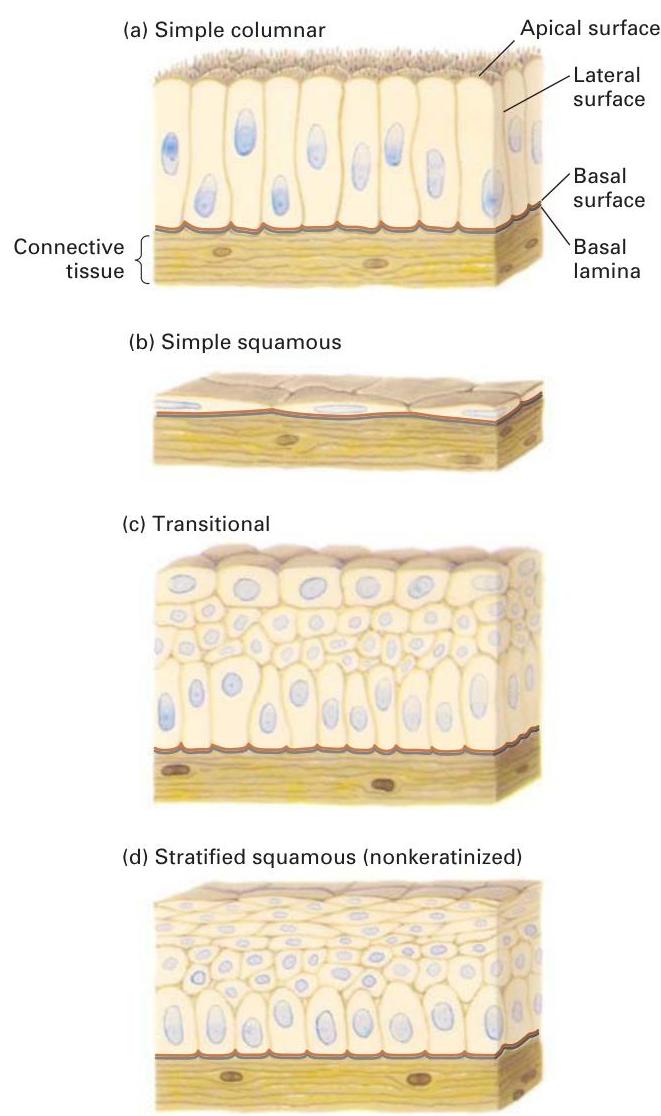 (a) Simple columnar
Apical surface
Lateral
surface
Basal
surface
Basal
lamina
Connective
tissue
(b) Simple squamous
(c) Transitional
(d) Stratified squamous (nonkeratinized)